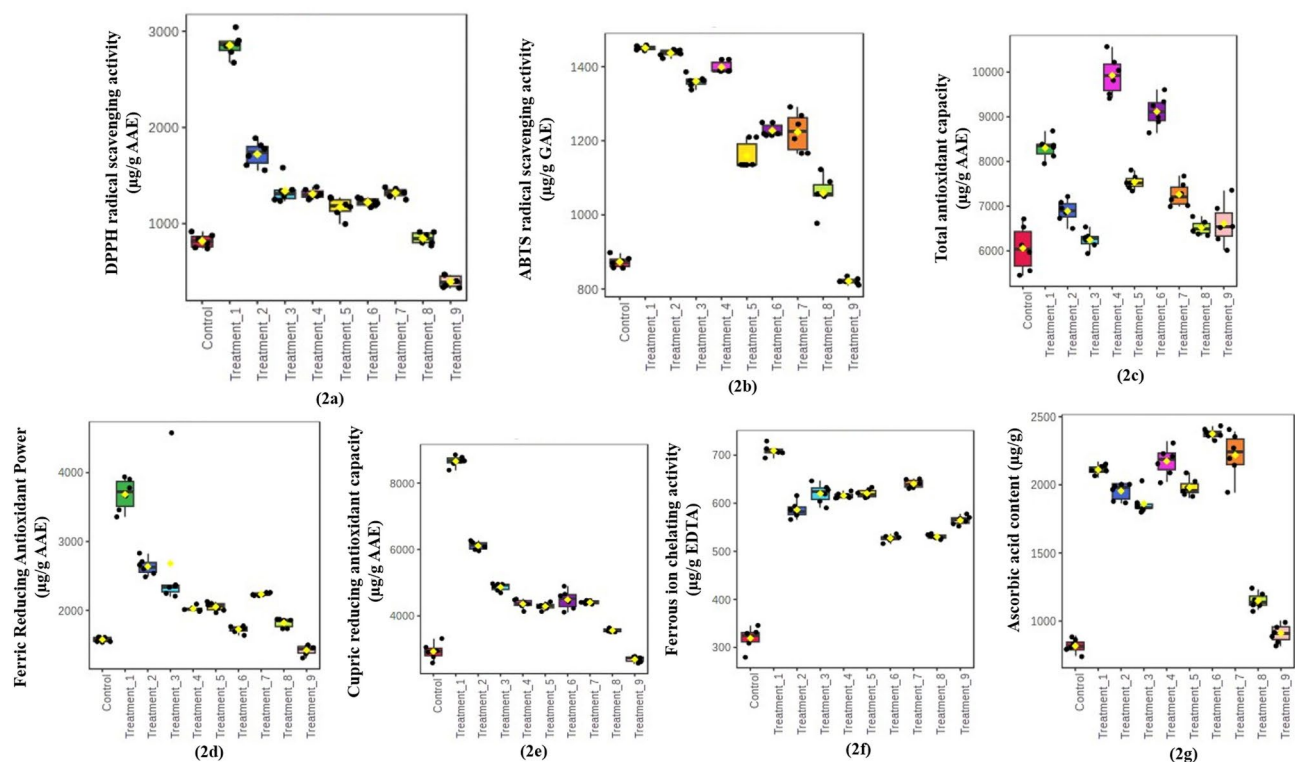 DPPH radical scavenging activity
(µg/g AAE)
3000
2000
1000
Control
Treatment_1
Treatment_2
Treatment_3
Treatment_4
Treatment_5
Treatment_6
Treatment_7
Treatment_8
Treatment_9
(2a)
ABTS radical scavenging activity
(µg/g GAE)
1400
1200
1000
800
Control
Treatment_1
Treatment_2
Treatment_3
Treatment_4
Treatment_5
Treatment_6
Treatment_7
Treatment_8
Treatment_9
(2b)
Total antioxidant capacity
(µg/g AAE)
10000
9000
8000
7000
6000
Control
Treatment_1
Treatment_2
Treatment_3
Treatment_4
Treatment_5
Treatment_6
Treatment_7
Treatment_8
Treatment_9
(2c)
Ferric Reducing Antioxidant Power
(µg/g AAE)
4000
3000
2000
Control
Treatment_1
Treatment_2
Treatment_3
Treatment_4
Treatment_5
Treatment_6
Treatment_7
Treatment_8
Treatment_9
(2d)
Cupric reducing antioxidant capacity
(µg/g AAE)
8000
6000
4000
Control
Treatment_1
Treatment_2
Treatment_3
Treatment_4
Treatment_5
Treatment_6
Treatment_7
Treatment_8
Treatment_9
(2e)
Ferrous ion chelating activity
(µg/g EDTA)
700
600
500
400
300
Control
Treatment_1
Treatment_2
Treatment_3
Treatment_4
Treatment_5
Treatment_6
Treatment_7
Treatment_8
Treatment_9
(2f)
Ascorbic acid content (µg/g)
2500
2000
1500
1000
Control
Treatment_1
Treatment_2
Treatment_3
Treatment_4
Treatment_5
Treatment_6
Treatment_7
Treatment_8
Treatment_9
(2g)